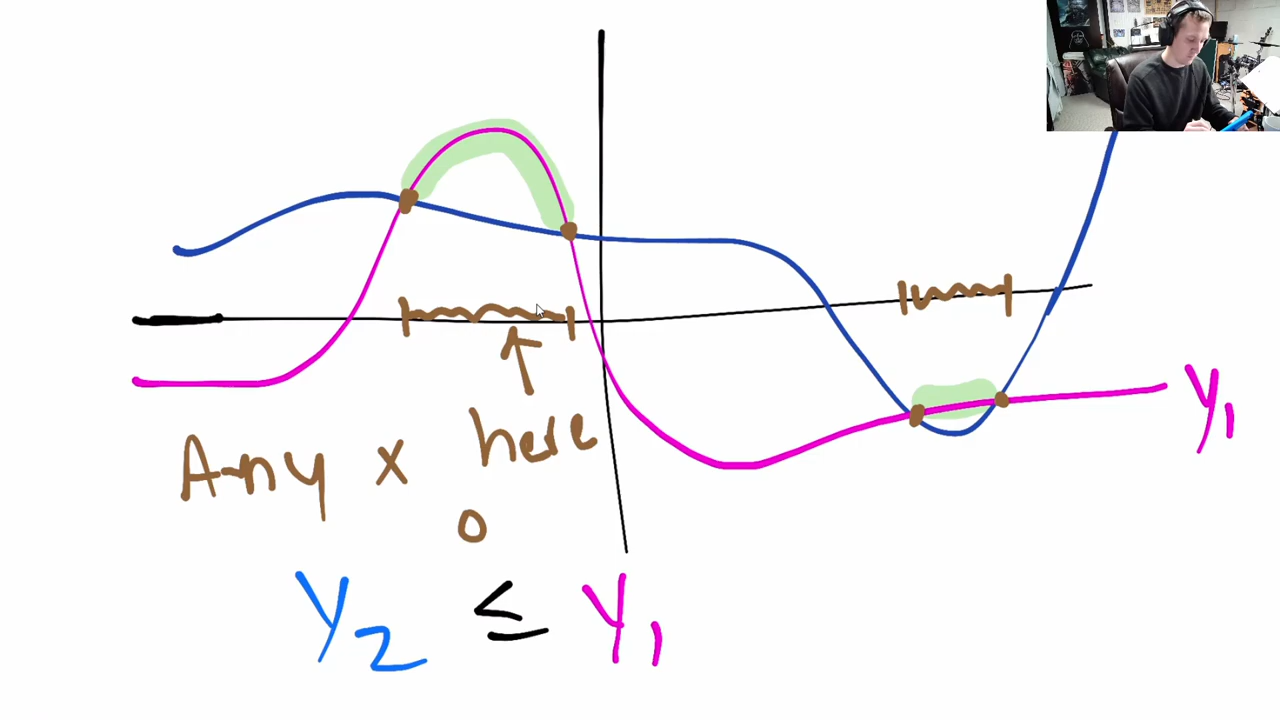 Y1
Any x here
o
Y2 ≤ Y1